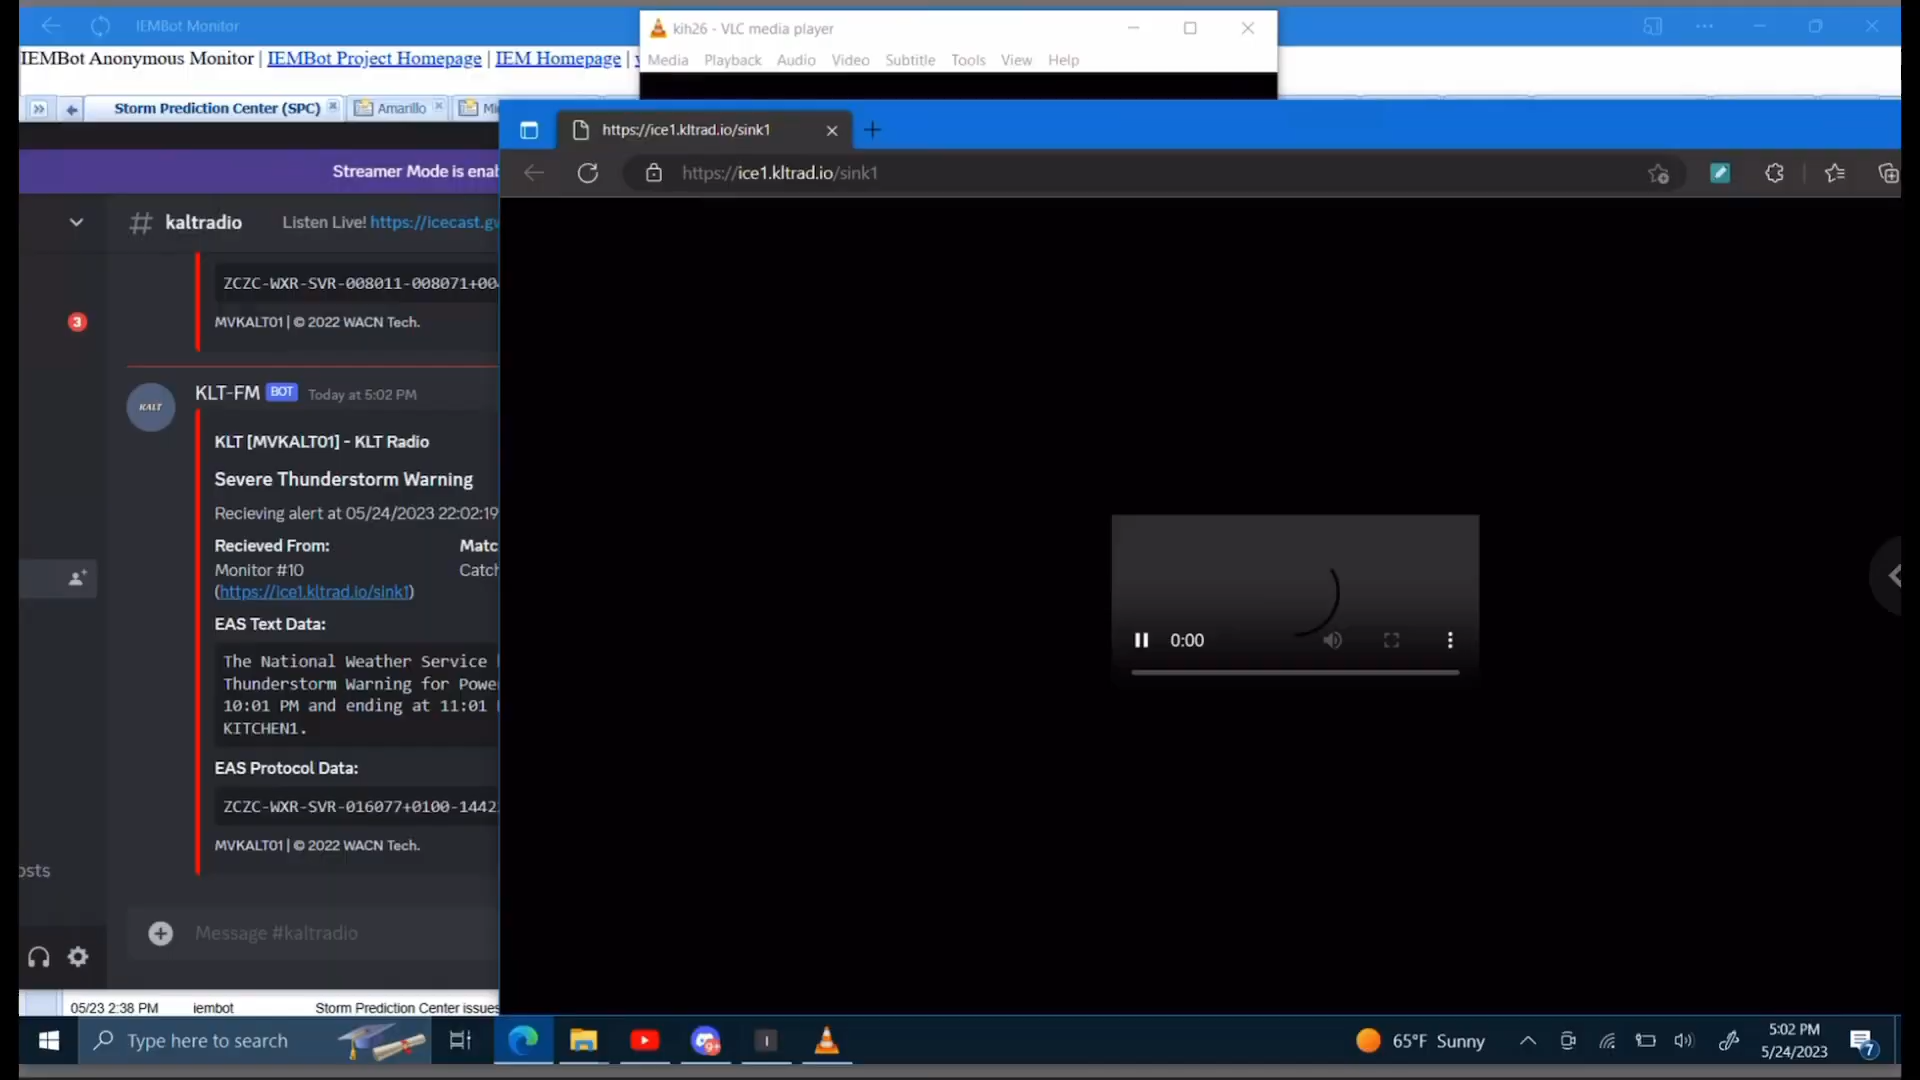 IEMBot Monitor
kih26 - VLC media player
IEMBot Anonymous Monitor | IEMBot Project Homepage | IEM Homepage |
Media Playback Audio Video Subtitle Tools View Help
Storm Prediction Center (SPC) Amarillo
https://ice1.kltrad.io/sink1
Streamer Mode is
https://ice1.kltrad.io/sink1
# kaltradio Listen Live!
ZCZC-WXR-SVR-008011-008071+00
MVKALT01 | © 2022 WACN Tech.
3
KLT-FM BOT Today at 5:02 PM
KALT
KLT [MVKALT01] - KLT Radio
Severe Thunderstorm Warning
Recieving alert at 05/24/2023 22:02:19
Recieved From:
Monitor #10
(https://ice1.kltrad.io/sink1)
EAS Text Data:
The National Weather Service
Thunderstorm Warning for
10:01 PM and ending at 11:01
KITCHEN1.
EAS Protocol Data:
ZCZC-WXR-SVR-016077+0100-1442
MVKALT01 | © 2022 WACN Tech.
0:00
Message #kaltradio
05/23 2:38 PM iembot Storm Prediction Center issues
Type here to search
65°F Sunny
5:02 PM
5/24/2023
7